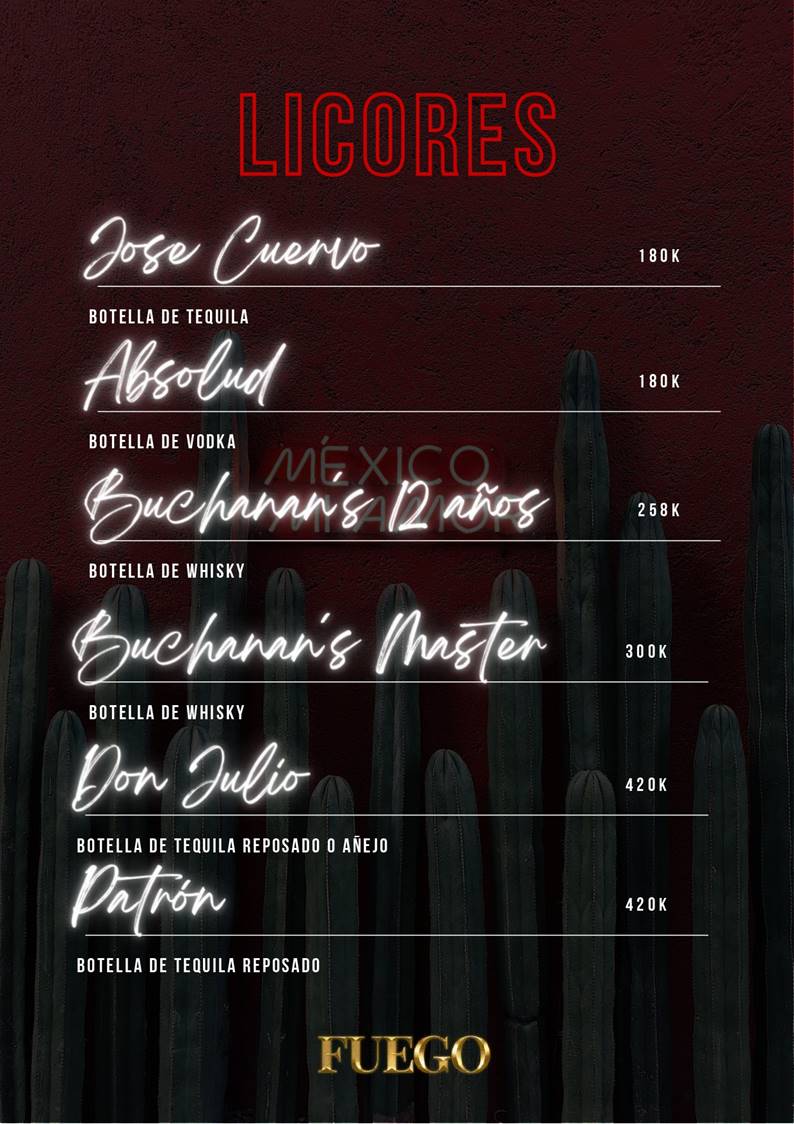 LICORES
Jose Cuervo 180K
BOTELLA DE TEQUILA
Absolud 180K
BOTELLA DE VODKA
MÉXICO
MI AMOR
Buchanan's 12 años 258K
BOTELLA DE WHISKY
Buchanan's Master 300K
BOTELLA DE WHISKY
Don Julio 420K
BOTELLA DE TEQUILA REPOSADO O AÑEJO
Patrón 420K
BOTELLA DE TEQUILA REPOSADO
FUEGO